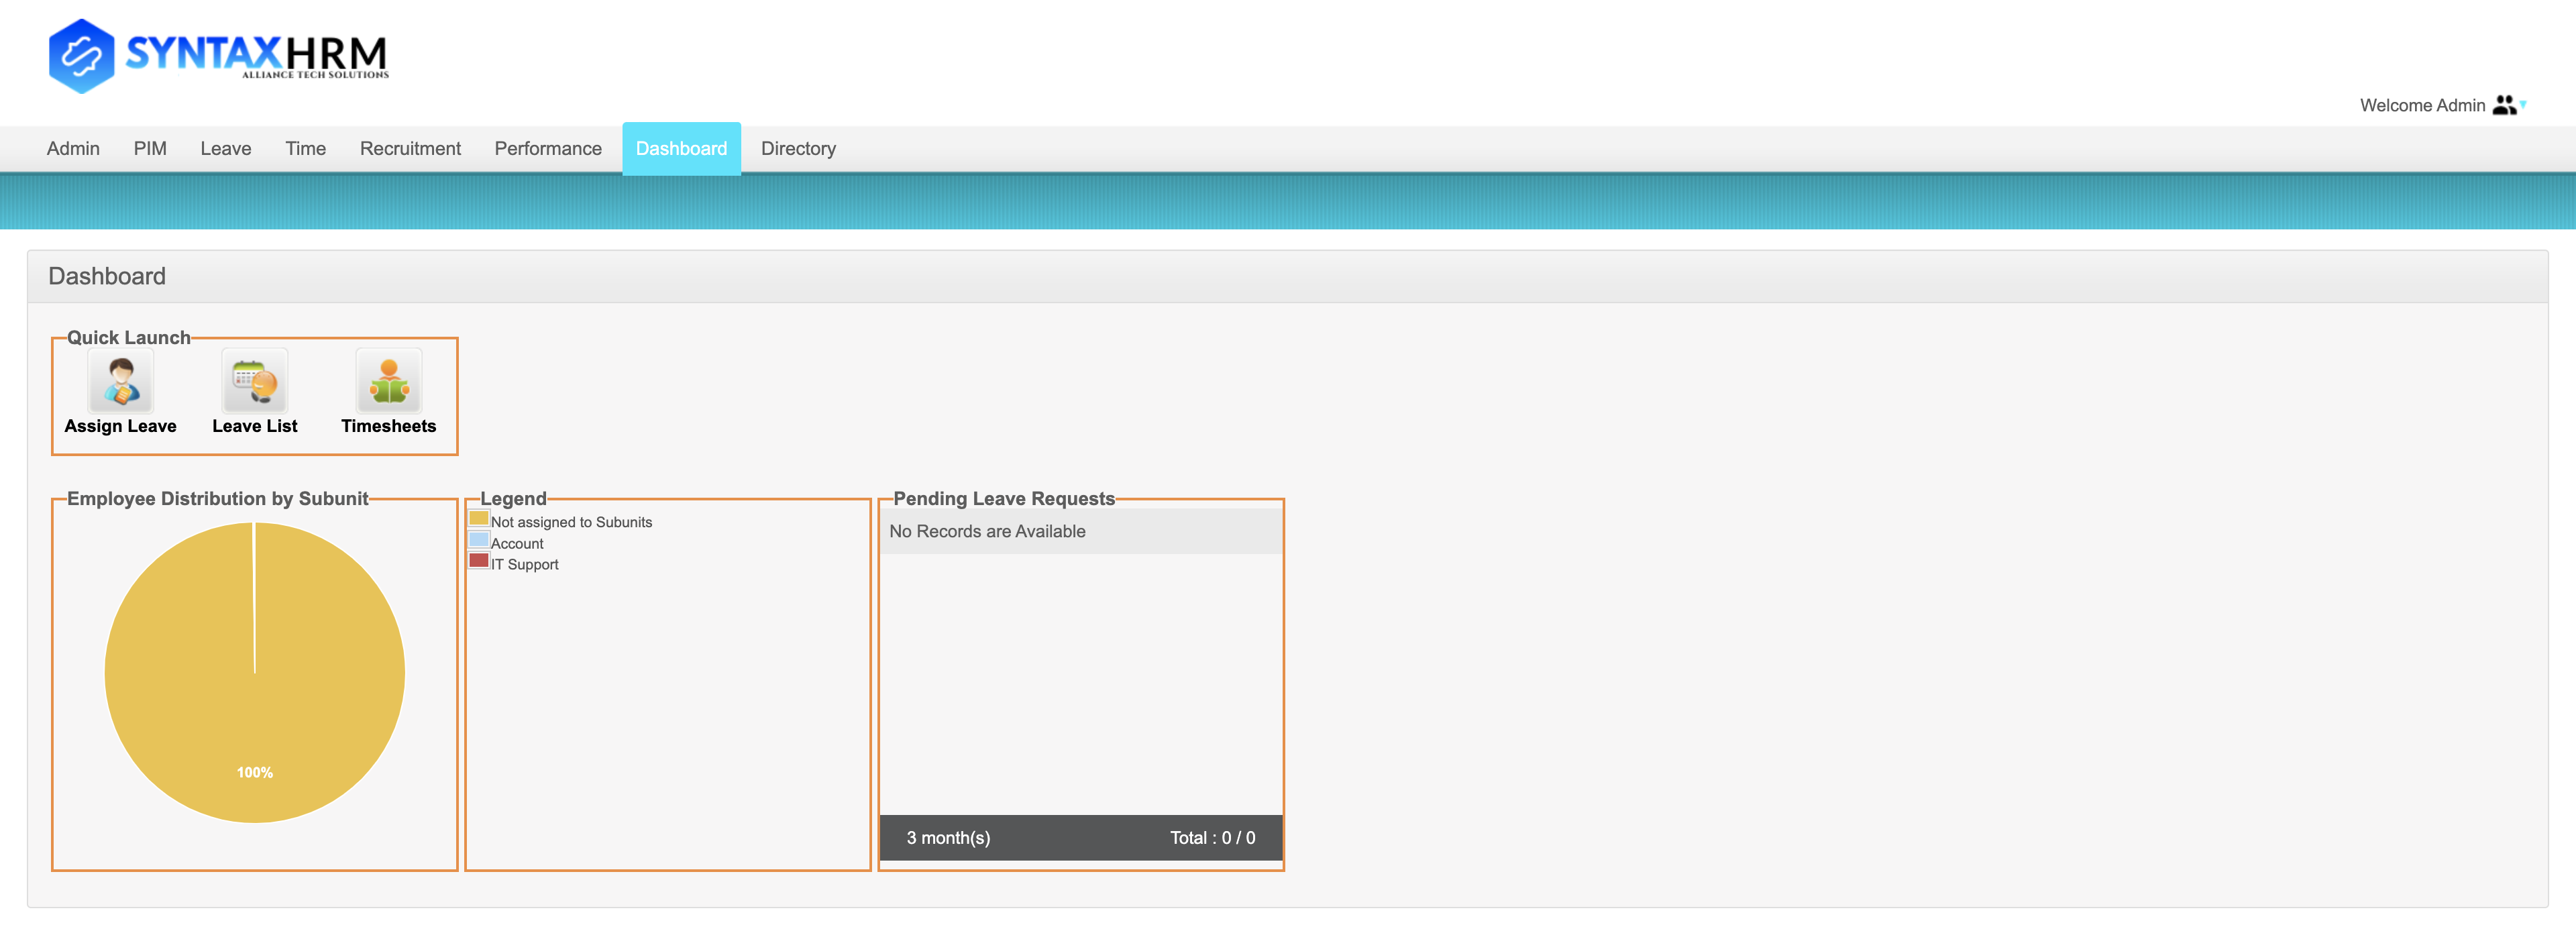 SYNTAXHRM
ALLIANCE TECH SOLUTIONS
Welcome Admin
Admin PIM Leave Time Recruitment Performance Dashboard Directory
Dashboard
Quick Launch
Assign Leave Leave List Timesheets
Employee Distribution by Subunit
100%
Legend
Not assigned to Subunits
Account
IT Support
Pending Leave Requests
No Records are Available
3 month(s) Total : 0 / 0